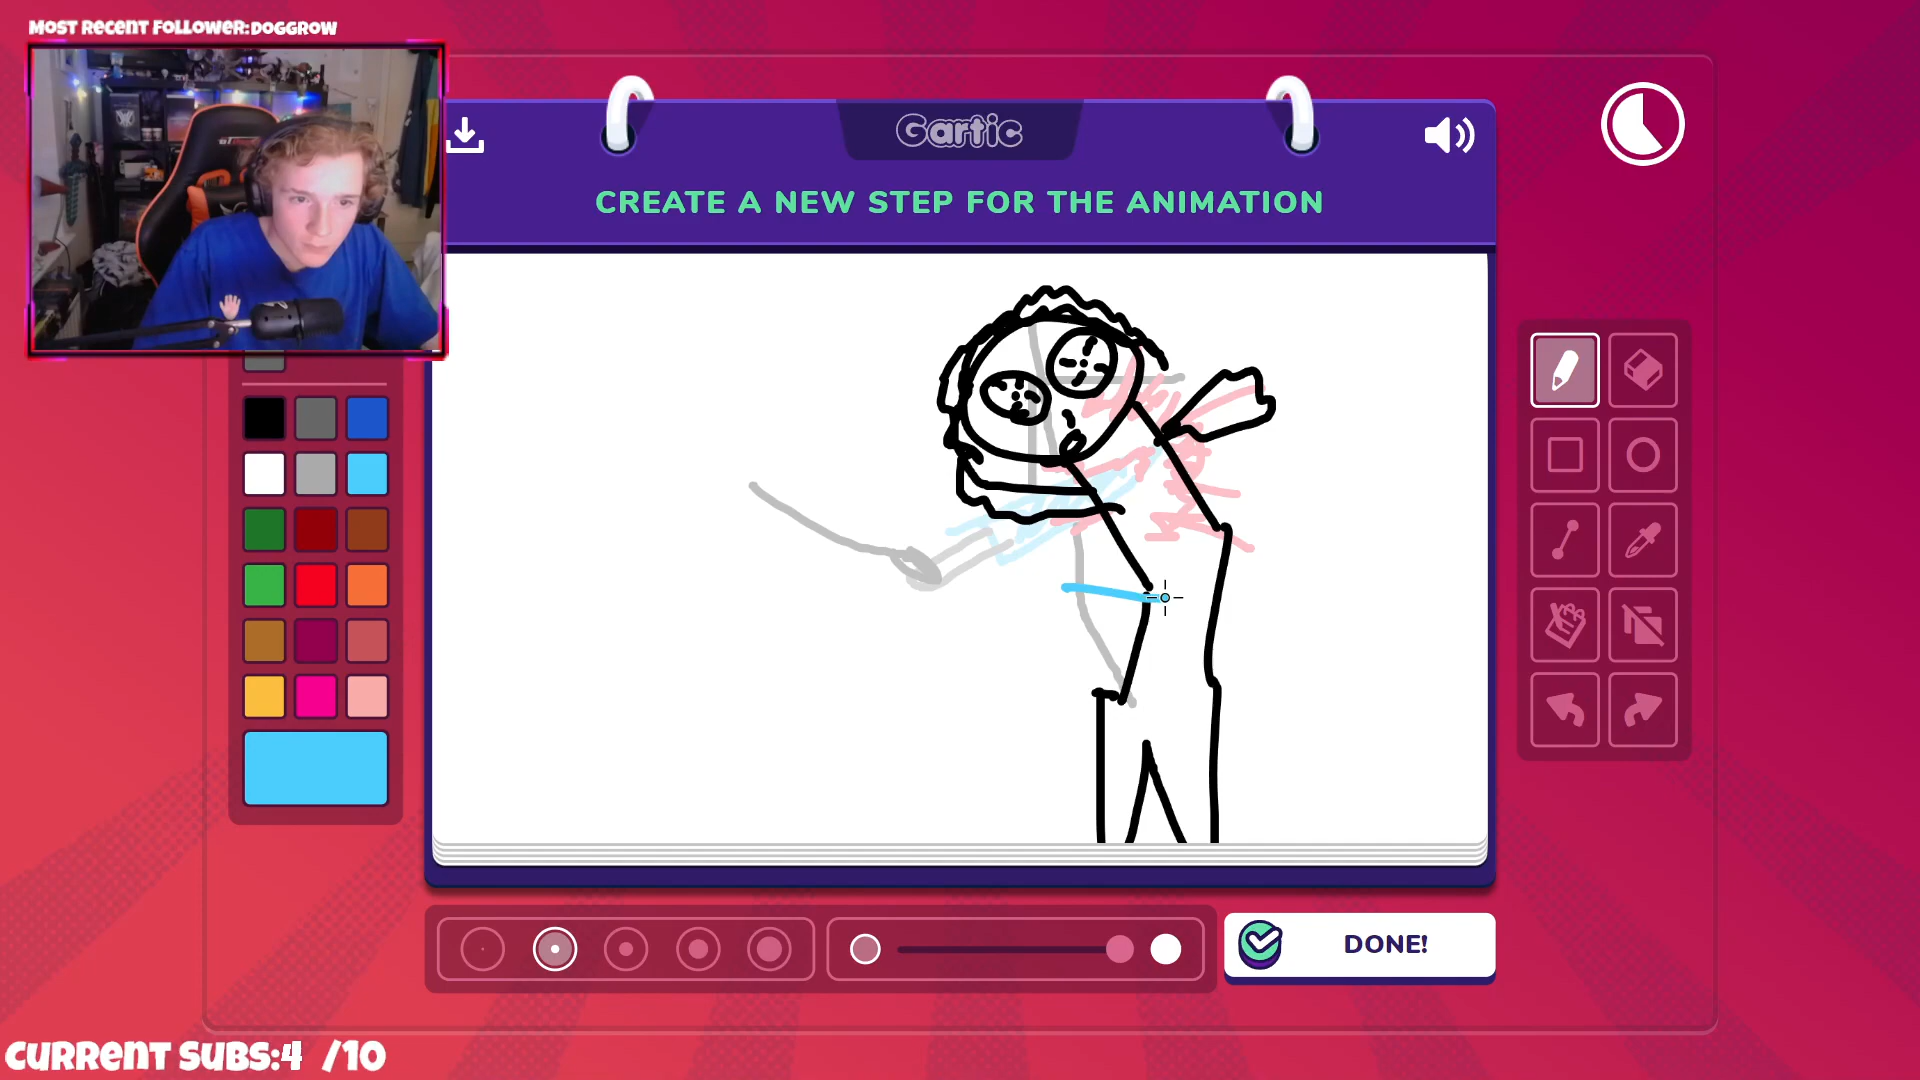 MOST RECENT FOLLOWER:DOGGROW
Gartic
CREATE A NEW STEP FOR THE ANIMATION
DONE!
CURRENT SUBS:4 /10